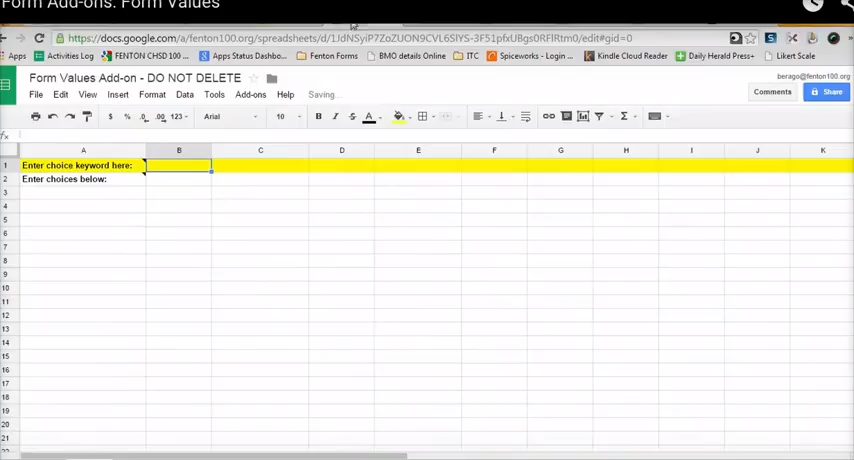 Form Add-ons: Form Values
https://docs.google.com/a/fenton100.org/spreadsheets/d/1JdNSyiP7ZoZUON9CVL6SIYS-3F51pfxUBgs0RFlRtm0/edit#gid=0
Apps Activities Log FENTON CHSD 100 ... Apps Status Dashbo... Fenton Forms BMO details Online ITC Spiceworks - Login ... Kindle Cloud Reader Daily Herald Press+ Likert Scale
Form Values Add-on - DO NOT DELETE
berago@fenton100.org
File Edit View Insert Format Data Tools Add-ons Help Saving...
Comments Share
$ % .0 .00 123 Arial 10 B I S A Σ
fx
A B C D E F G H I J K
1 Enter choice keyword here:
2 Enter choices below:
3
4
5
6
7
8
9
10
11
12
13
14
15
16
17
18
19
20
21
22